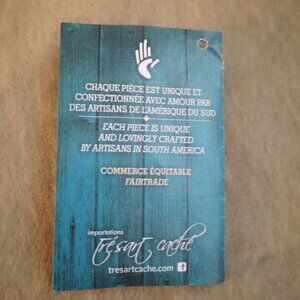 CHAQUE PIÈCE EST UNIQUE ET
CONFECTIONNÉE AVEC AMOUR PAR
DES ARTISANS DE L'AMÉRIQUE DU SUD
EACH PIECE IS UNIQUE
AND LOVINGLY CRAFTED
BY ARTISANS IN SOUTH AMERICA
COMMERCE ÉQUITABLE
FAIRTRADE
importations
trésart caché
tresartcache.com f